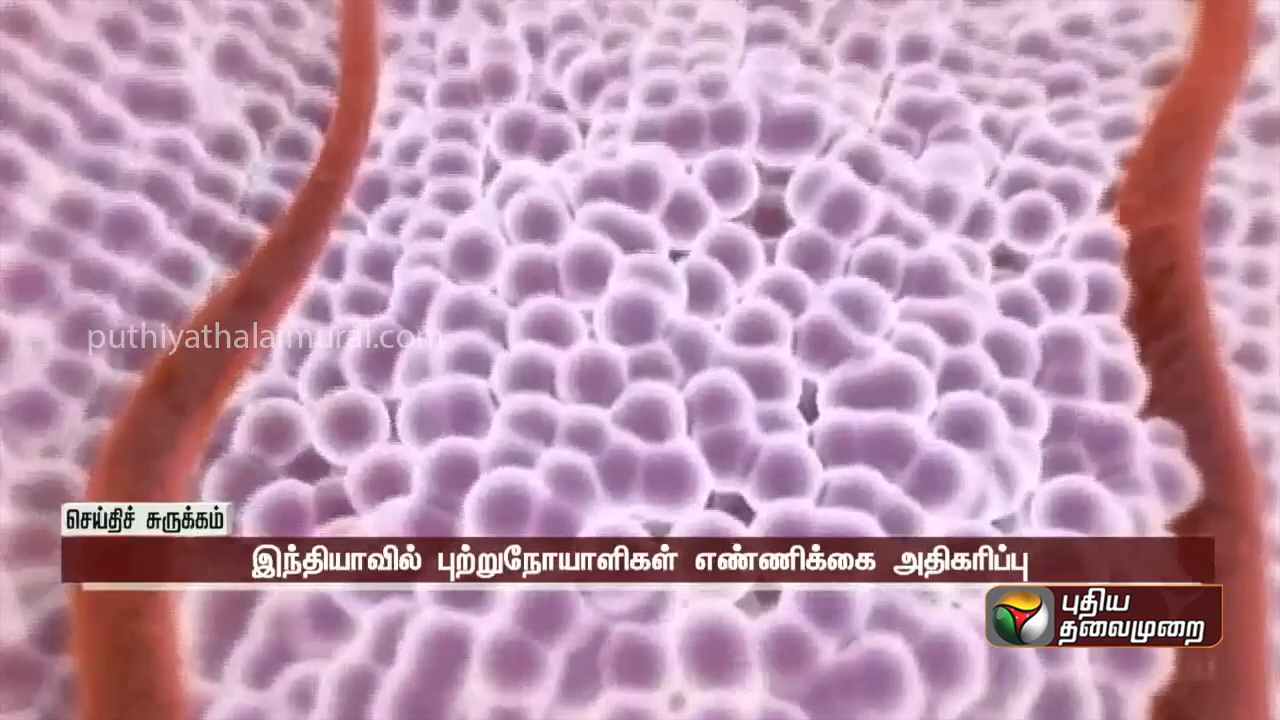 puthiyathalaimurai.com
செய்திச் சுருக்கம்
இந்தியாவில் புற்றுநோயாளிகள் எண்ணிக்கை அதிகரிப்பு
புதிய
தலைமுறை